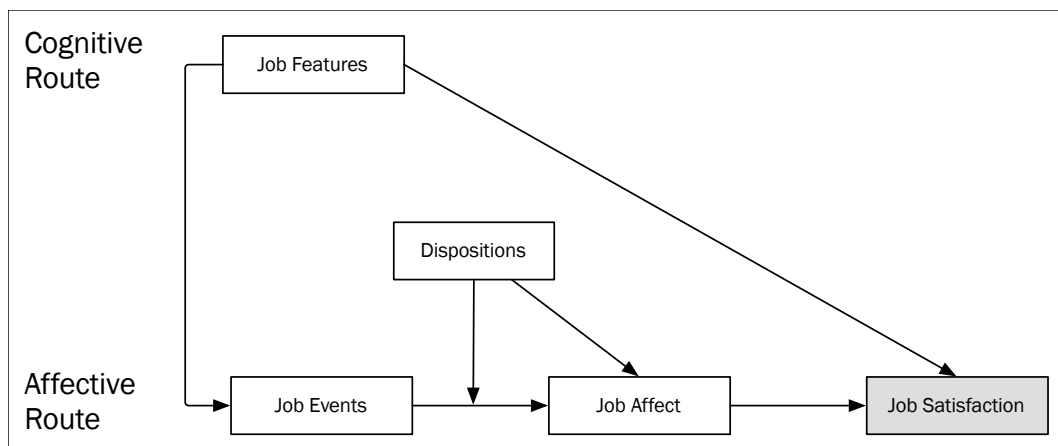 Cognitive
Route
Job Features
Dispositions
Affective
Route
Job Events
Job Affect
Job Satisfaction